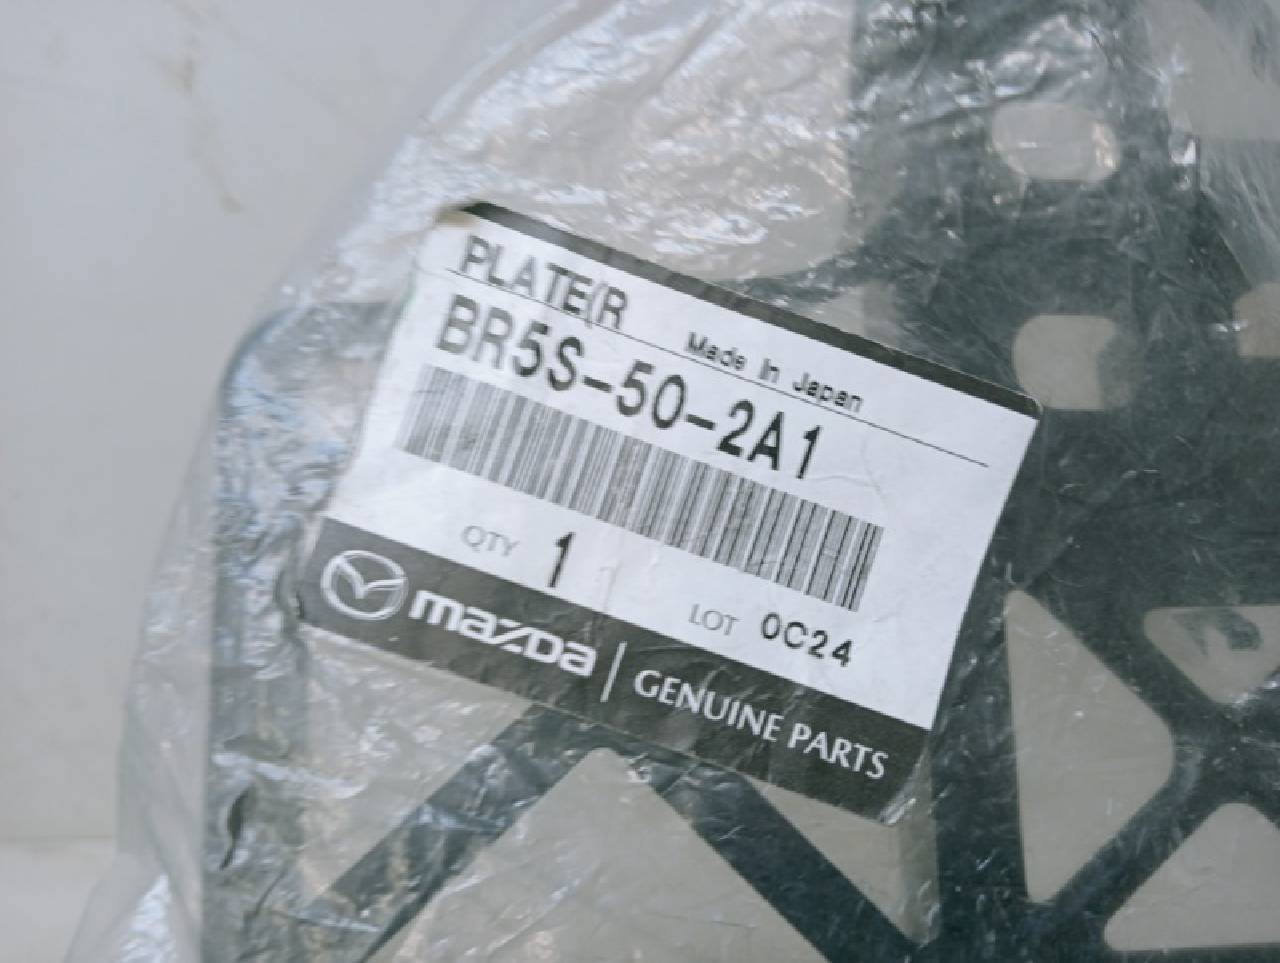 PLATE(R
Made In Japan
BR5S-50-2A1
QTY 1
LOT 0C24
mazda | GENUINE PARTS